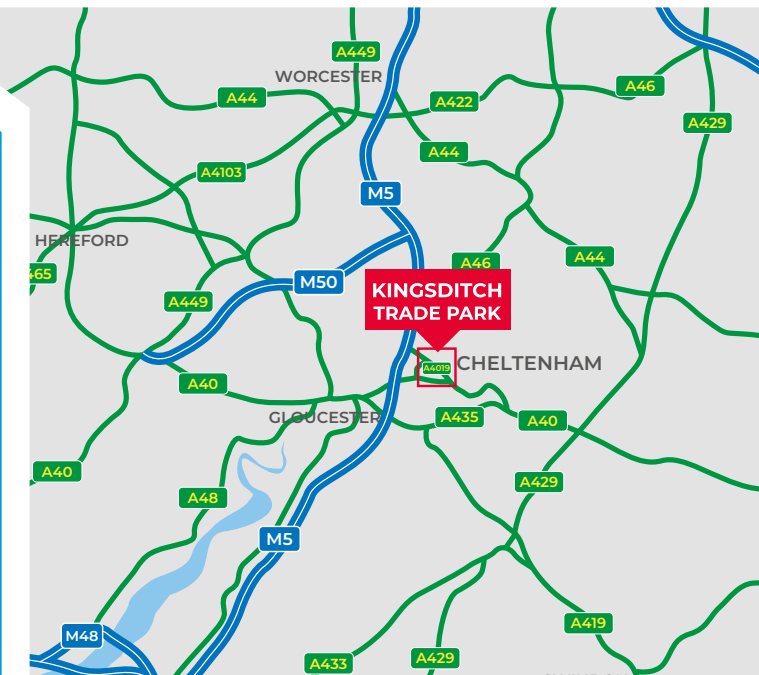 A449
WORCESTER
A44
A422
A46
A429
A44
A4103
M5
HEREFORD
465
A46
A44
M50
A449
KINGSDITCH
TRADE PARK
A4019
CHELTENHAM
A40
GLOUCESTER
A435
A40
A40
A48
A429
M5
M48
A419
A433
A429